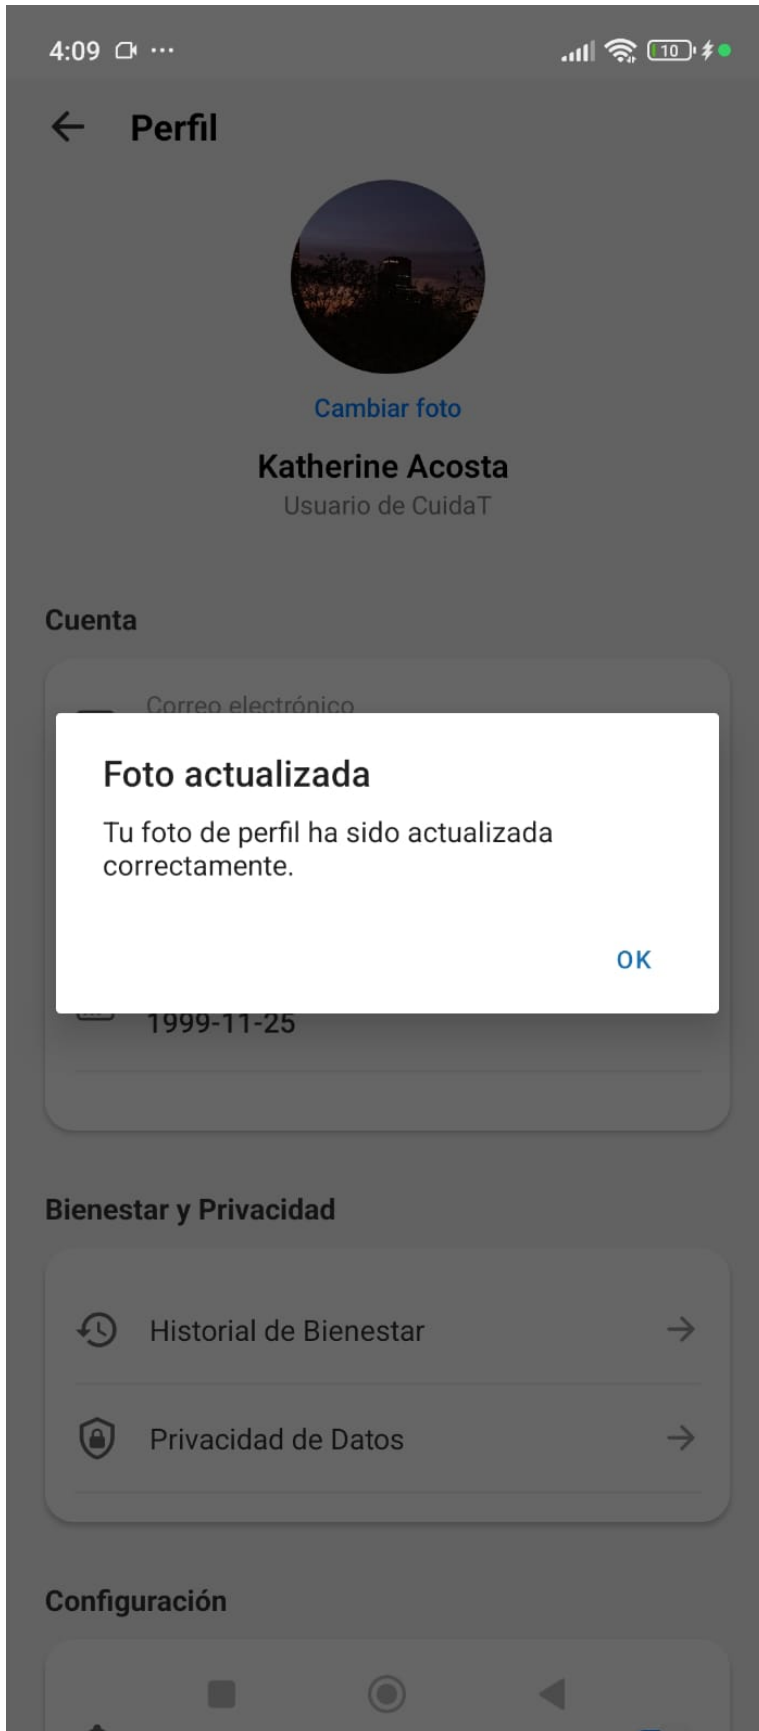 4:09
10
Perfil
Cambiar foto
Katherine Acosta
Usuario de CuidaT
Cuenta
Correo electrónico
Foto actualizada
Tu foto de perfil ha sido actualizada
correctamente.
OK
1999-11-25
Bienestar y Privacidad
Historial de Bienestar
Privacidad de Datos
Configuración